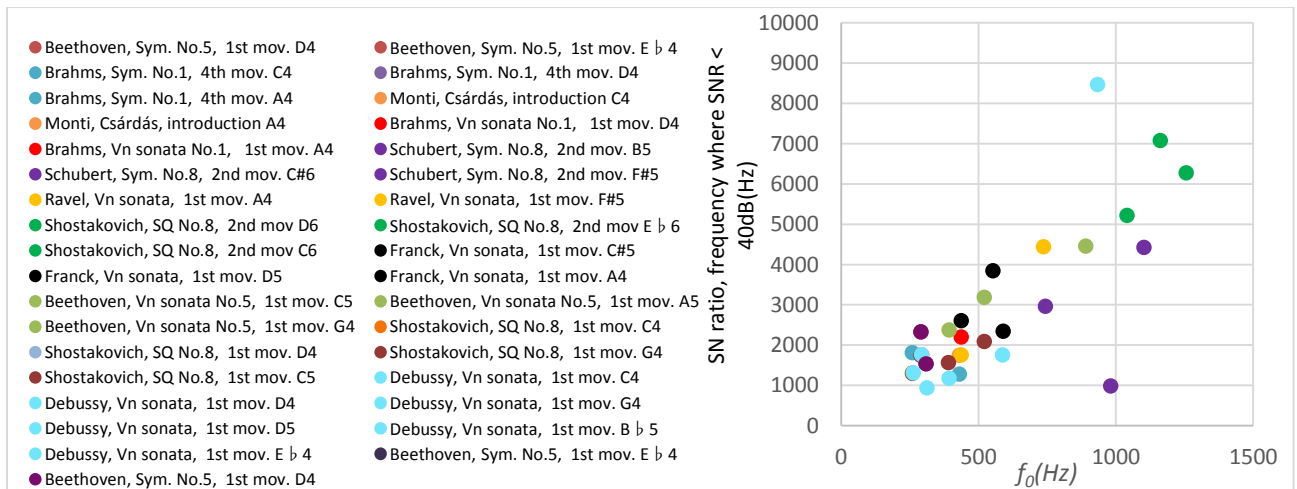 Beethoven, Sym. No.5, 1st mov. D4
Beethoven, Sym. No.5, 1st mov. E♭4
Brahms, Sym. No.1, 4th mov. C4
Brahms, Sym. No.1, 4th mov. D4
Brahms, Sym. No.1, 4th mov. A4
Monti, Csárdás, introduction C4
Monti, Csárdás, introduction A4
Brahms, Vn sonata No.1, 1st mov. D4
Brahms, Vn sonata No.1, 1st mov. A4
Schubert, Sym. No.8, 2nd mov. B5
Schubert, Sym. No.8, 2nd mov. C#6
Schubert, Sym. No.8, 2nd mov. F#5
Ravel, Vn sonata, 1st mov. A4
Ravel, Vn sonata, 1st mov. F#5
Shostakovich, SQ No.8, 2nd mov D6
Shostakovich, SQ No.8, 2nd mov E♭6
Shostakovich, SQ No.8, 2nd mov C6
Franck, Vn sonata, 1st mov. C#5
Franck, Vn sonata, 1st mov. D5
Franck, Vn sonata, 1st mov. A4
Beethoven, Vn sonata No.5, 1st mov. C5
Beethoven, Vn sonata No.5, 1st mov. A5
Beethoven, Vn sonata No.5, 1st mov. G4
Shostakovich, SQ No.8, 1st mov. C4
Shostakovich, SQ No.8, 1st mov. D4
Shostakovich, SQ No.8, 1st mov. G4
Shostakovich, SQ No.8, 1st mov. C5
Debussy, Vn sonata, 1st mov. C4
Debussy, Vn sonata, 1st mov. D4
Debussy, Vn sonata, 1st mov. G4
Debussy, Vn sonata, 1st mov. D5
Debussy, Vn sonata, 1st mov. B♭5
Debussy, Vn sonata, 1st mov. E♭4
Beethoven, Sym. No.5, 1st mov. E♭4
Beethoven, Sym. No.5, 1st mov. D4
SN ratio, frequency where SNR <
40dB(Hz)
10000
9000
8000
7000
6000
5000
4000
3000
2000
1000
0
0 500 1000 1500
f0(Hz)